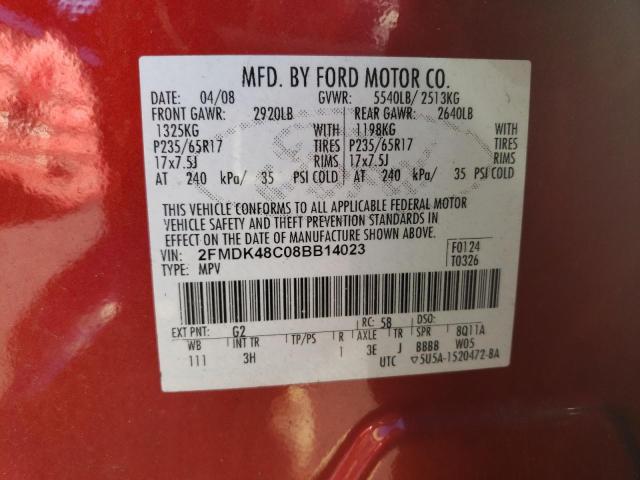 MFD. BY FORD MOTOR CO.
DATE: 04/08 GVWR: 5540LB/ 2513KG
FRONT GAWR: 2920LB REAR GAWR: 2640LB
1325KG WITH 1198KG WITH
P235/65R17 TIRES P235/65R17 TIRES
17x7.5J RIMS 17x7.5J RIMS
AT 240 kPa/ 35 PSI COLD AT 240 kPa/ 35 PSI COLD
THIS VEHICLE CONFORMS TO ALL APPLICABLE FEDERAL MOTOR
VEHICLE SAFETY AND THEFT PREVENTION STANDARDS IN
EFFECT ON THE DATE OF MANUFACTURE SHOWN ABOVE.
VIN: 2FMDK48C08BB14023 F0124
TYPE: MPV T0326
EXT PNT: G2 RC: 58 DSO:
WB INT TR TP/PS R AXLE TR SPR 8Q11A
111 3H 1 3E J BBBB W05
UTC ▽5U5A-1520472-BA